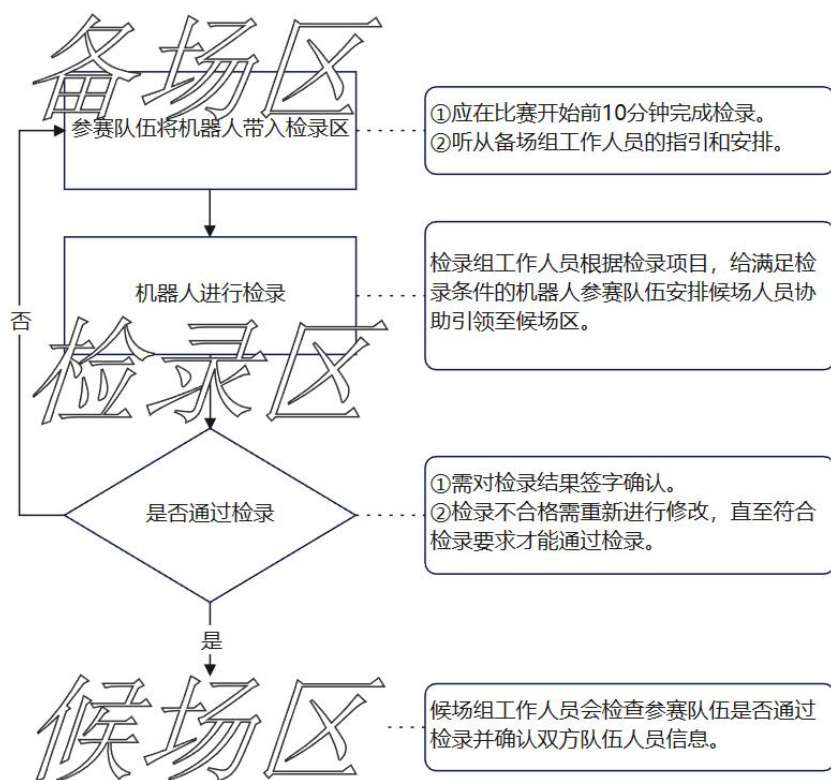 备场区
参赛队伍将机器人带入检录区
①应在比赛开始前10分钟完成检录。
②听从备场组工作人员的指引和安排。
机器人进行检录
检录组工作人员根据检录项目，给满足检
录条件的机器人参赛队伍安排候场人员协
助引领至候场区。
否
检录区
是否通过检录
①需对检录结果签字确认。
②检录不合格需重新进行修改，直至符合
检录要求才能通过检录。
是
候场区
候场组工作人员会检查参赛队伍是否通过
检录并确认双方队伍人员信息。